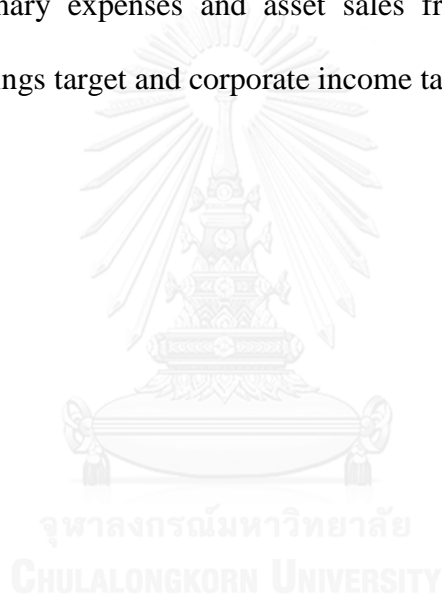 nary expenses and asset sales fr
ings target and corporate income ta
จุฬาลงกรณ์มหาวิทยาลัย
CHULALONGKORN UNIVERSITY